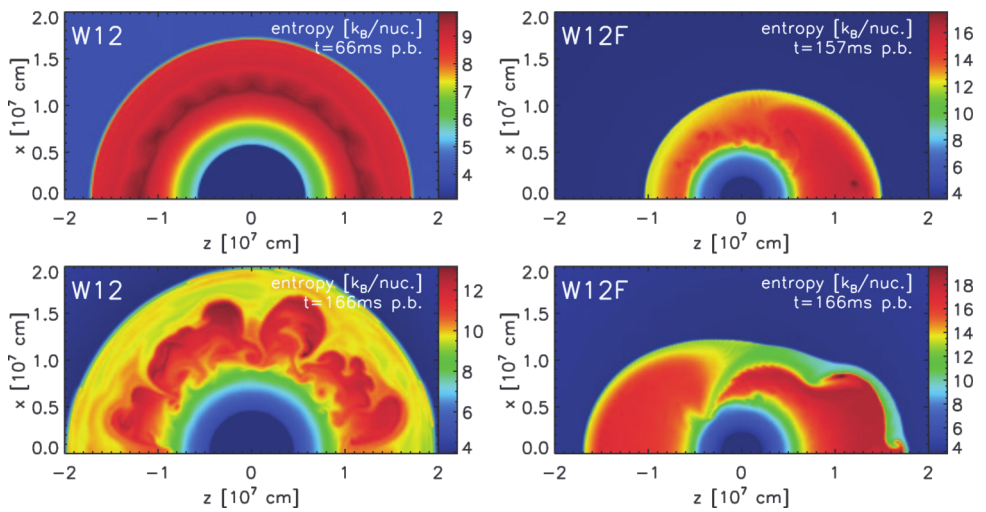 W12
entropy [k_B/nuc.]
t=66ms p.b.
2.0
1.5
1.0
0.5
0.0
x [10^7 cm]
−2 −1 0 1 2
z [10^7 cm]
9
8
7
6
5
4
W12F
entropy [k_B/nuc.]
t=157ms p.b.
2.0
1.5
1.0
0.5
0.0
x [10^7 cm]
−2 −1 0 1 2
z [10^7 cm]
16
14
12
10
8
6
4
W12
entropy [k_B/nuc.]
t=166ms p.b.
2.0
1.5
1.0
0.5
0.0
x [10^7 cm]
−2 −1 0 1 2
z [10^7 cm]
12
10
8
6
4
W12F
entropy [k_B/nuc.]
t=166ms p.b.
2.0
1.5
1.0
0.5
0.0
x [10^7 cm]
−2 −1 0 1 2
z [10^7 cm]
18
16
14
12
10
8
6
4